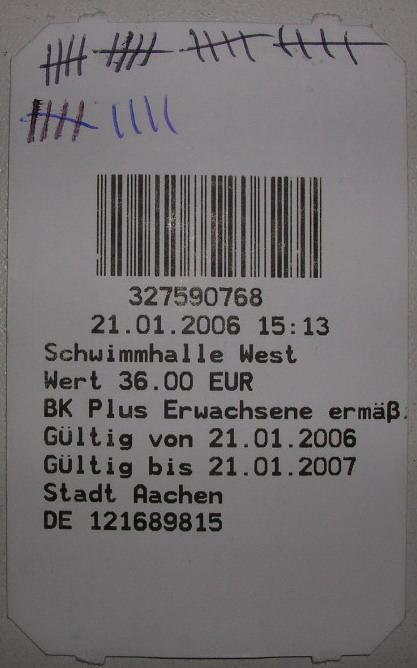 327590768
21.01.2006 15:13
Schwimmhalle West
Wert 36.00 EUR
BK Plus Erwachsene ermäß.
Gültig von 21.01.2006
Gültig bis 21.01.2007
Stadt Aachen
DE 121689815